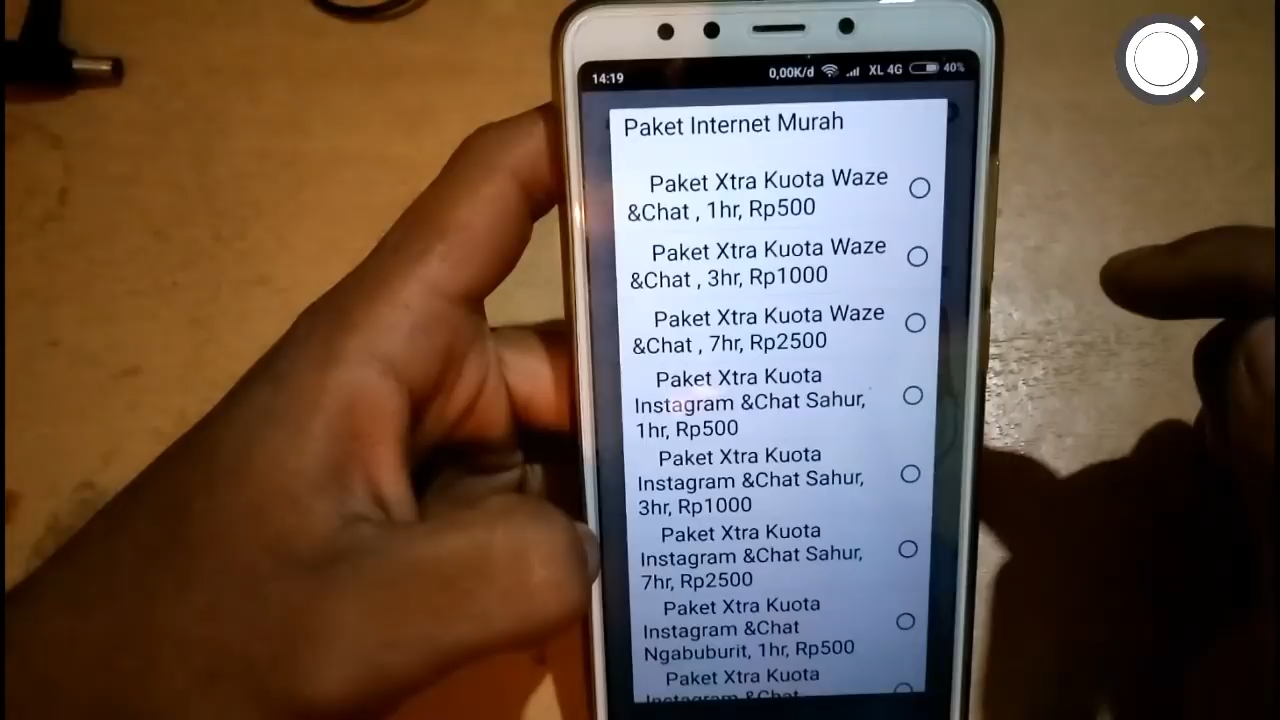 14:19
0,00K/d
XL 4G
40%
Paket Internet Murah
Paket Xtra Kuota Waze
&Chat , 1hr, Rp500
Paket Xtra Kuota Waze
&Chat , 3hr, Rp1000
Paket Xtra Kuota Waze
&Chat , 7hr, Rp2500
Paket Xtra Kuota
Instagram &Chat Sahur,
1hr, Rp500
Paket Xtra Kuota
Instagram &Chat Sahur,
3hr, Rp1000
Paket Xtra Kuota
Instagram &Chat Sahur,
7hr, Rp2500
Paket Xtra Kuota
Instagram &Chat
Ngabuburit, 1hr, Rp500
Paket Xtra Kuota
Instagram &Chat